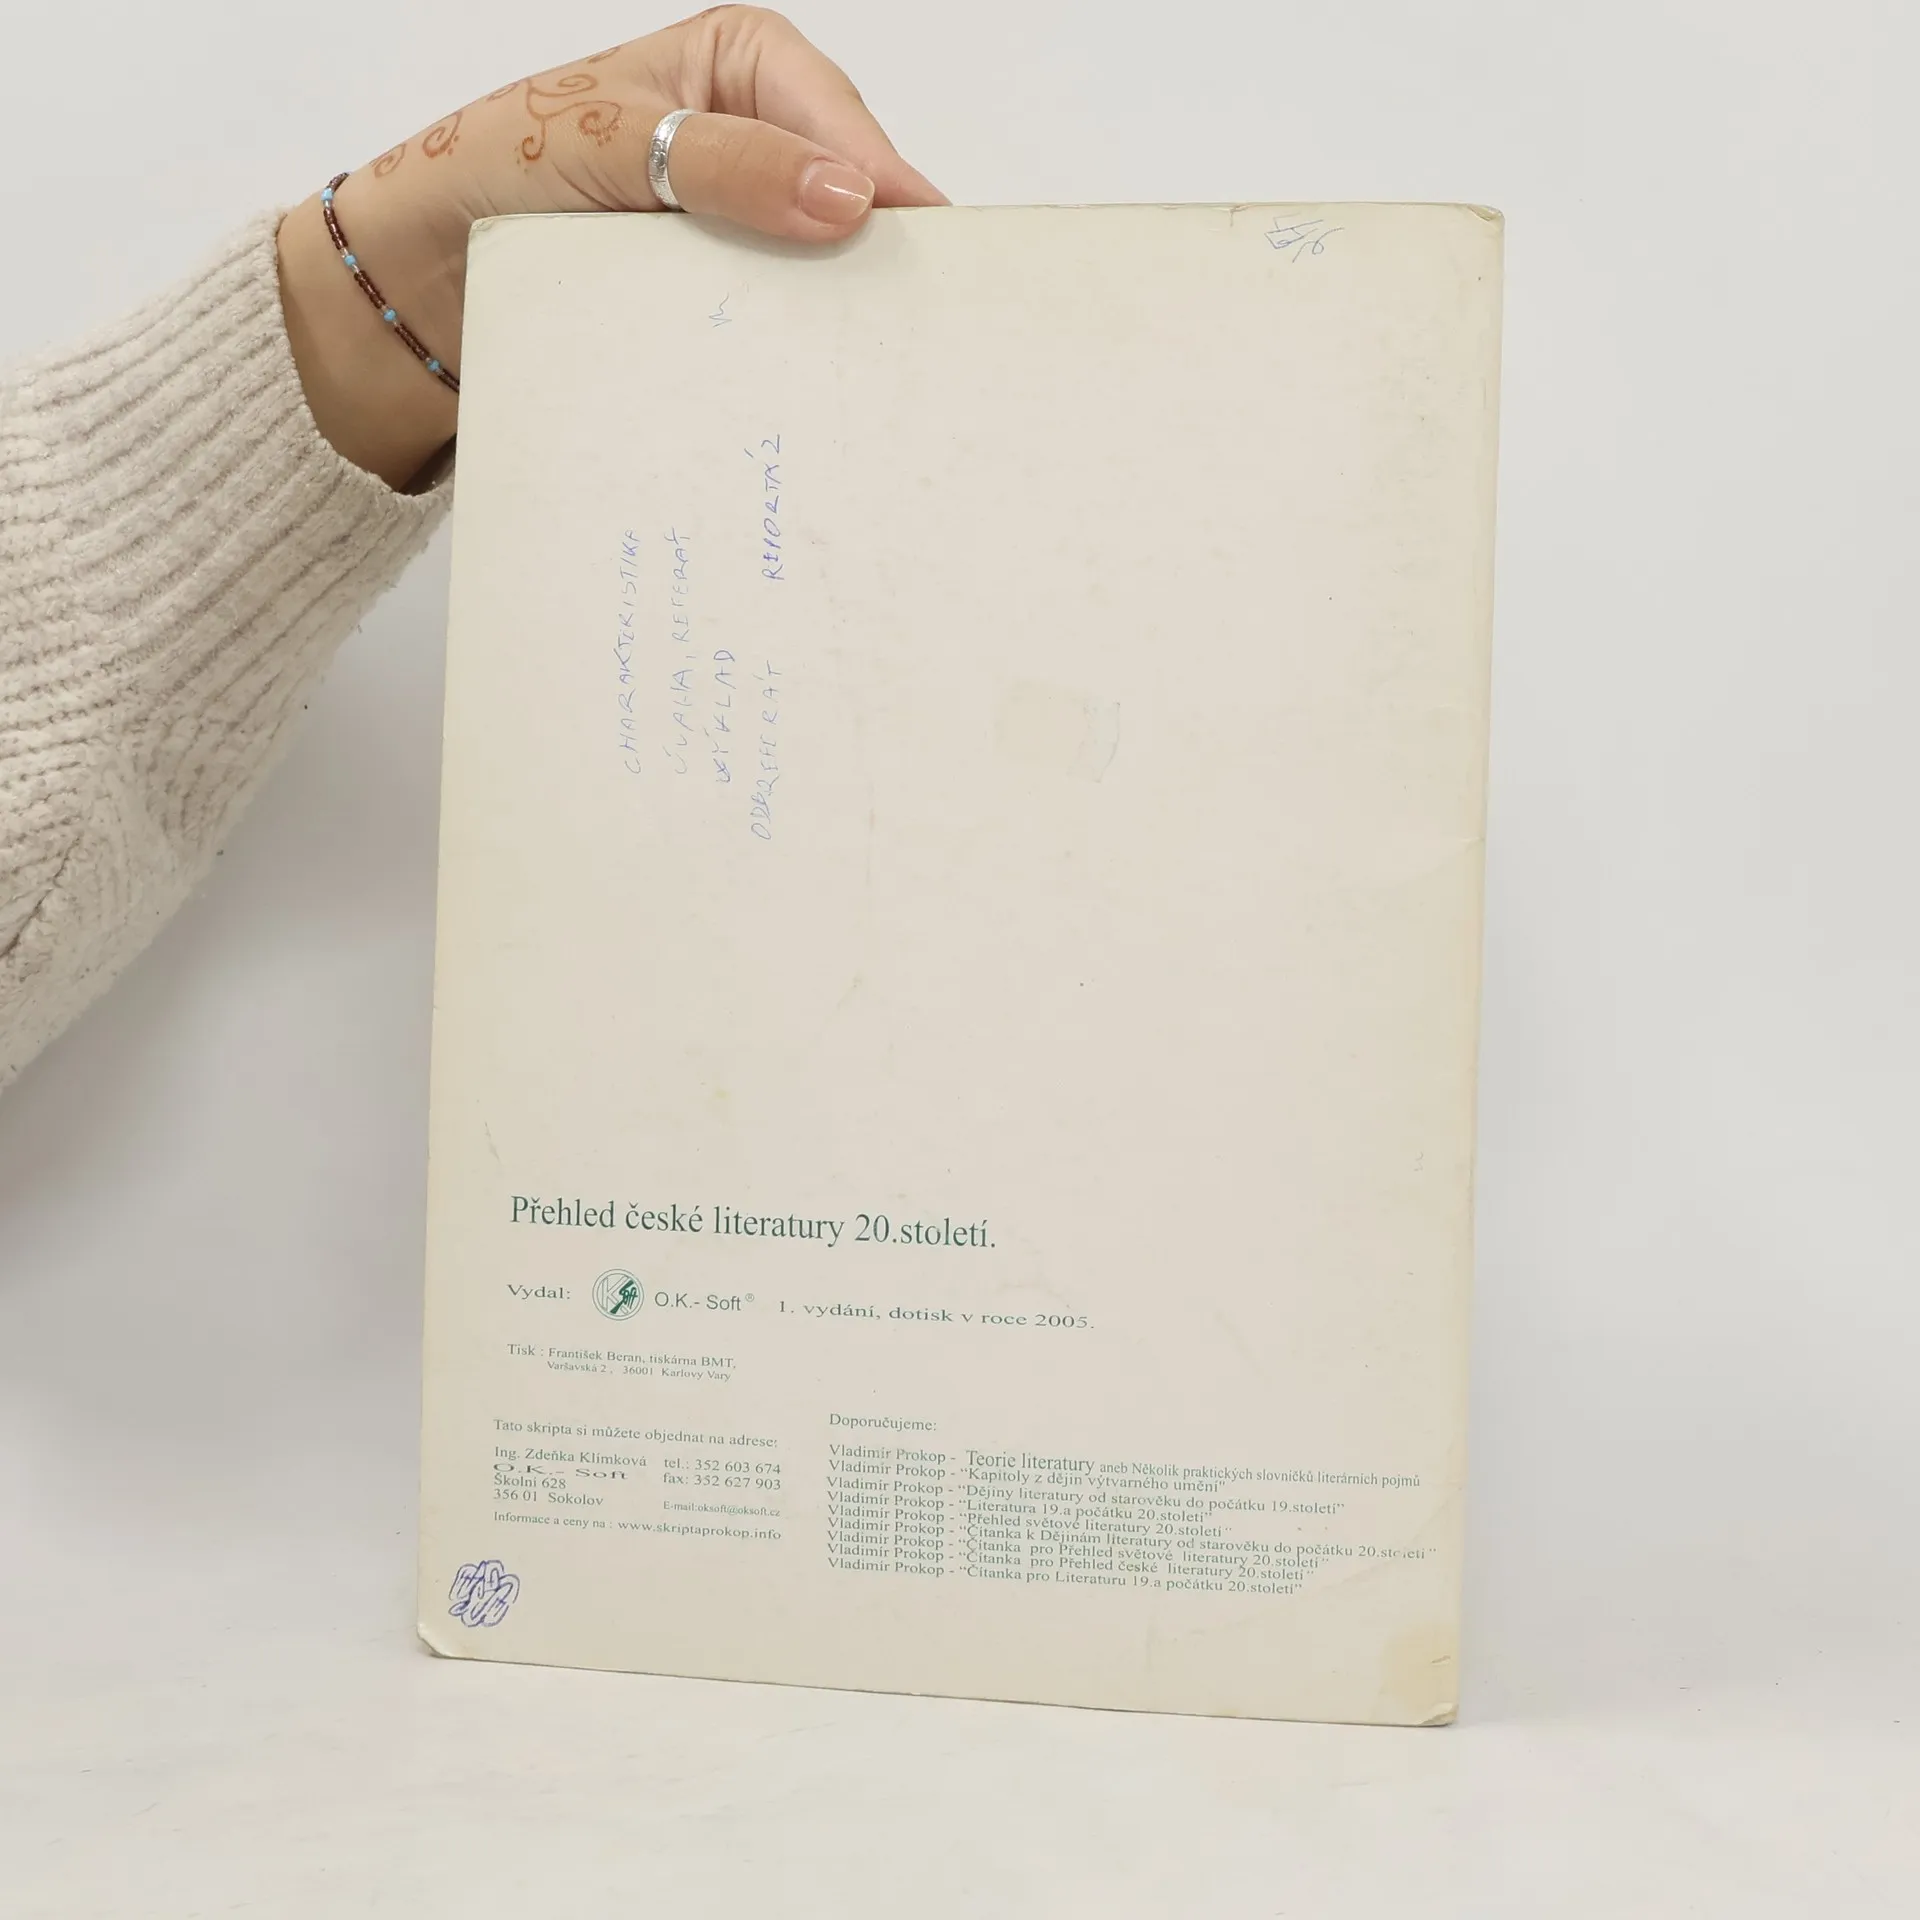 CHARAKTERISTIKA
ÚVAHA, REFERÁT
VÝKLAD
ODB.REFERÁT REPORTÁŽ
Přehled české literatury 20.století.
Vydal: O.K.- Soft ® 1. vydání, dotisk v roce 2005.
Tisk : František Beran, tiskárna BMT,
Varšavská 2 , 36001 Karlovy Vary
Tato skripta si můžete objednat na adrese:
Ing. Zdeňka Klímková tel.: 352 603 674
O.K.- Soft fax: 352 627 903
Školní 628
356 01 Sokolov E-mail:oksoft@oksoft.cz
Informace a ceny na : www.skriptaprokop.info
Doporučujeme:
Vladimír Prokop - Teorie literatury aneb Několik praktických slovníčků literárních pojmů
Vladimír Prokop - "Kapitoly z dějin výtvarného umění"
Vladimír Prokop - "Dějiny literatury od starověku do počátku 19.století"
Vladimír Prokop - "Literatura 19.a počátku 20.století"
Vladimír Prokop - "Přehled světové literatury 20.století"
Vladimír Prokop - "Čítanka k Dějinám literatury od starověku do počátku 20.století"
Vladimír Prokop - "Čítanka pro Přehled světové literatury 20.století"
Vladimír Prokop - "Čítanka pro Přehled české literatury 20.století"
Vladimír Prokop - "Čítanka pro Literaturu 19.a počátku 20.století"